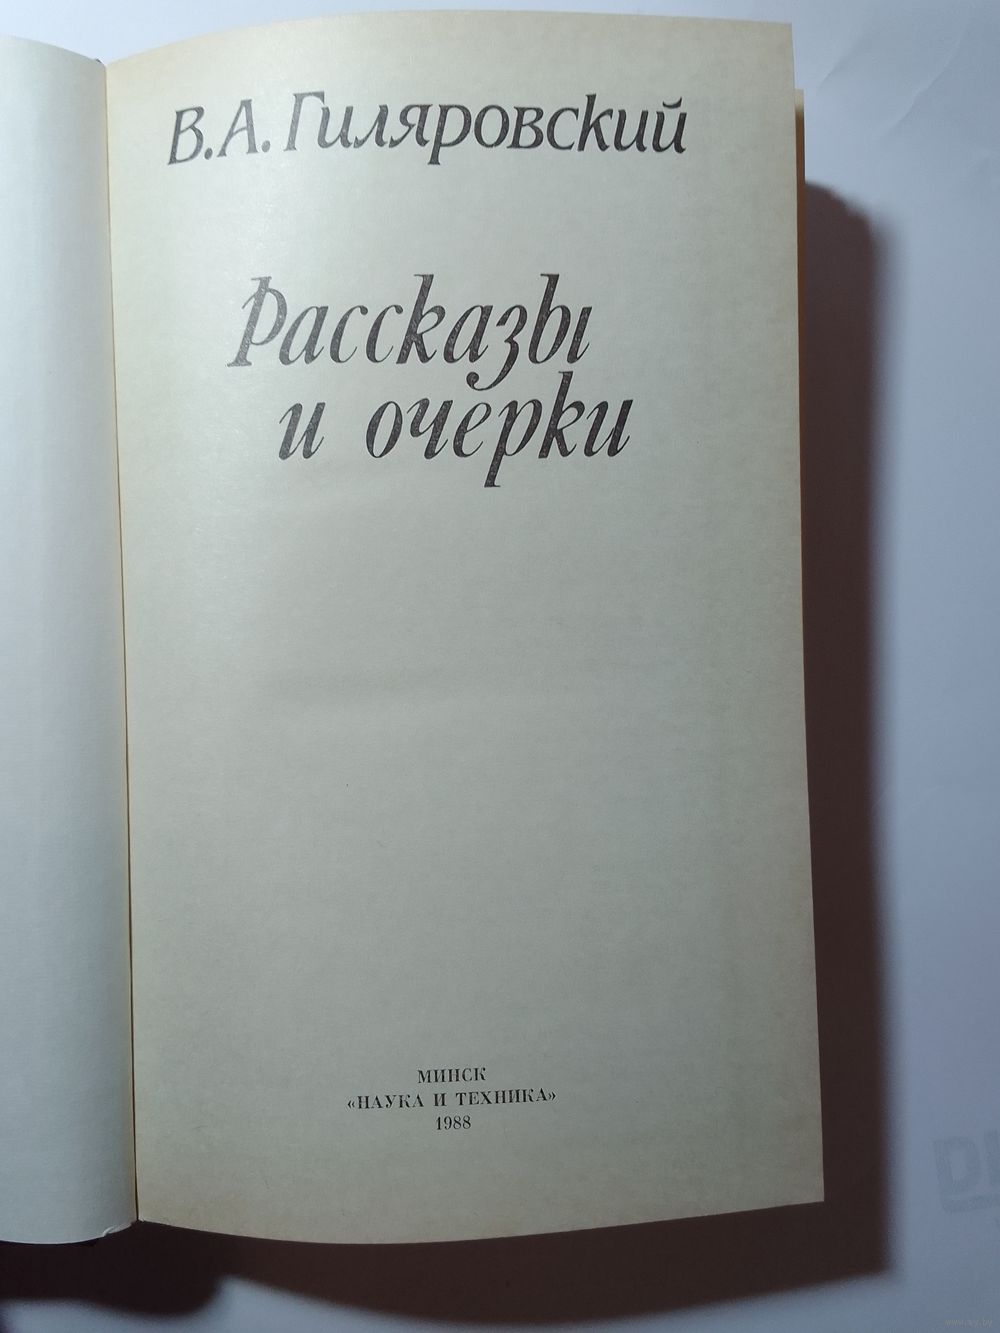 В.А. Гиляровский
Рассказы
и очерки
МИНСК
«НАУКА И ТЕХНИКА»
1988